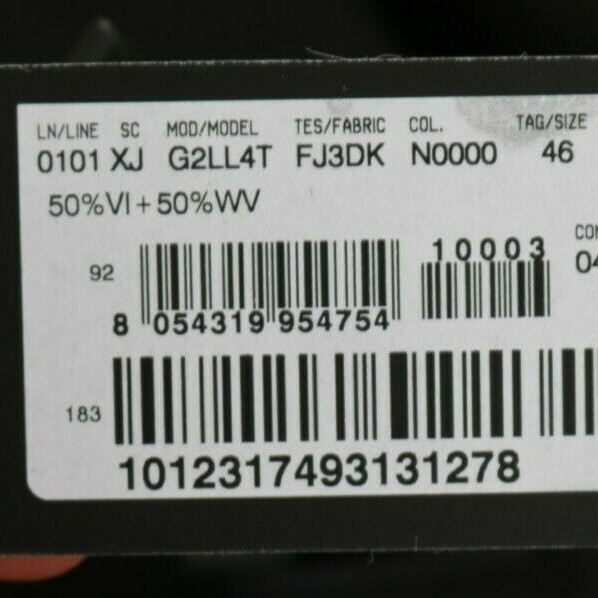 LN/LINE SC MOD/MODEL TES/FABRIC COL. TAG/SIZE
0101 XJ G2LL4T FJ3DK N0000 46
50%VI + 50%WV
10003
92
8 054319 954754
04
183
1012317493131278